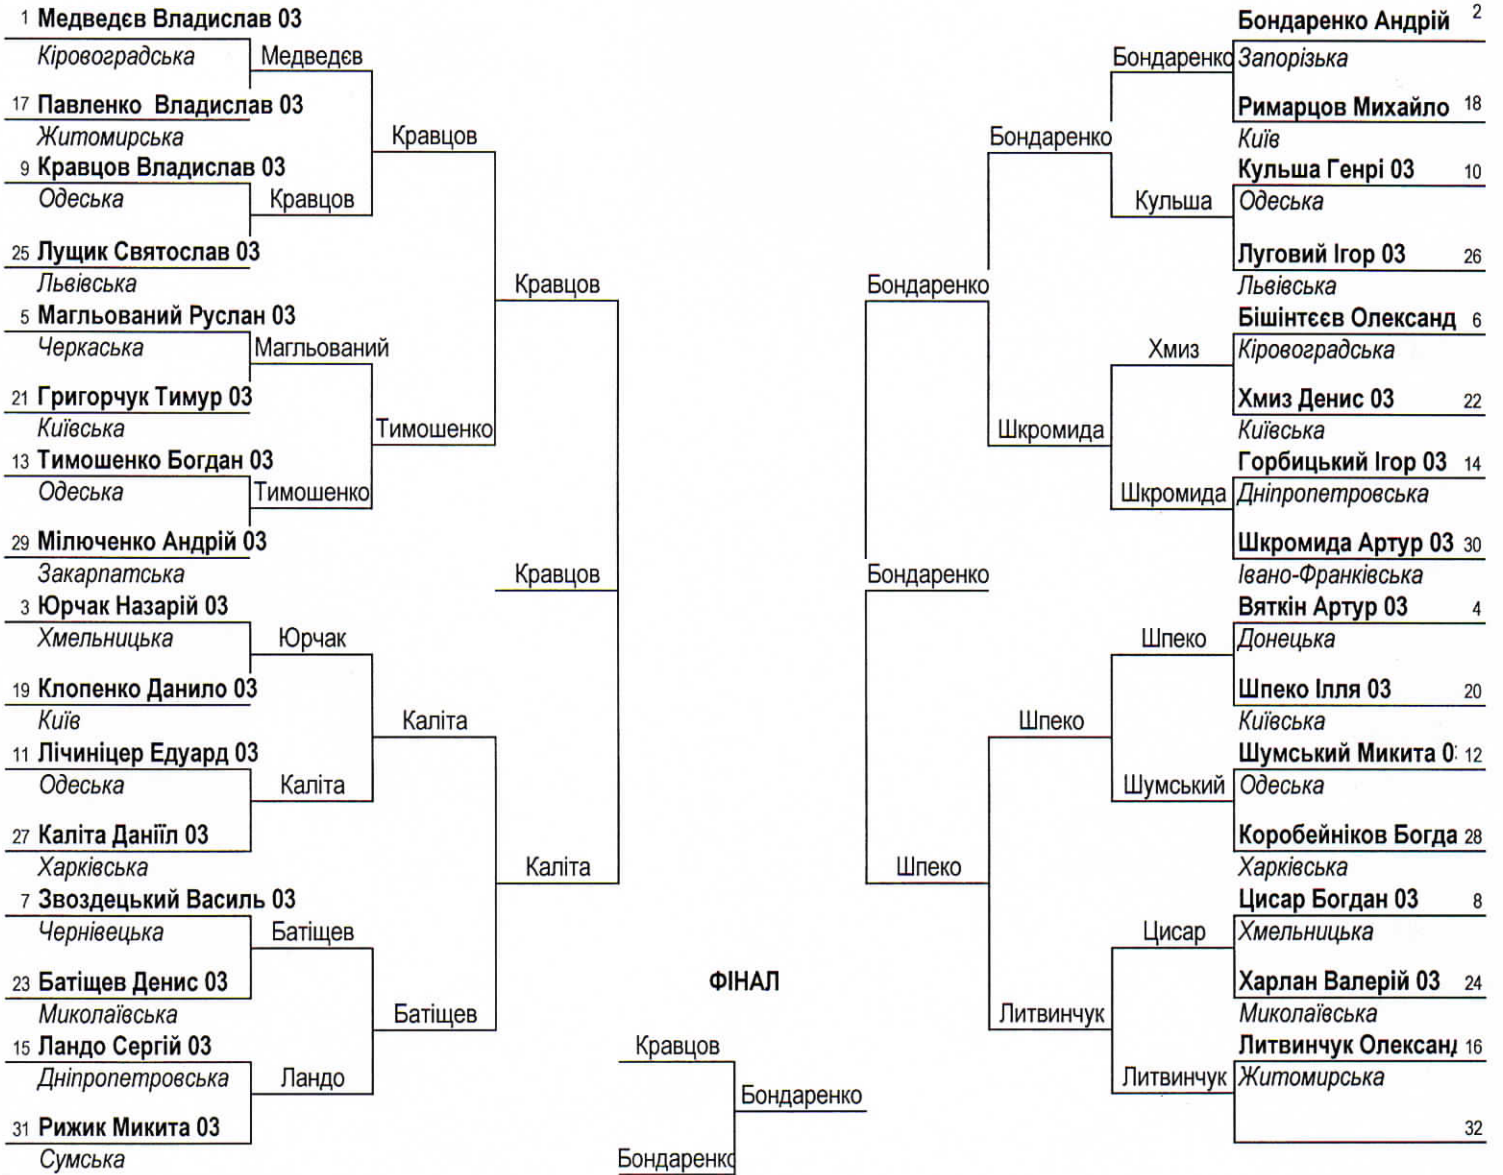 1 Медведєв Владислав 03
Кіровоградська
Медведєв
17 Павленко Владислав 03
Житомирська
Кравцов
9 Кравцов Владислав 03
Одеська
Кравцов
25 Лущик Святослав 03
Львівська
Кравцов
5 Магльований Руслан 03
Черкаська
Магльований
21 Григорчук Тимур 03
Київська
Тимошенко
13 Тимошенко Богдан 03
Одеська
Тимошенко
29 Мілюченко Андрій 03
Закарпатська
Кравцов
3 Юрчак Назарій 03
Хмельницька
Юрчак
19 Клопенко Данило 03
Київ
Каліта
11 Лічиніцер Едуард 03
Одеська
Каліта
27 Каліта Данііл 03
Харківська
Каліта
7 Звоздецький Василь 03
Чернівецька
Батіщев
23 Батіщев Денис 03
Миколаївська
Батіщев
15 Ландо Сергій 03
Дніпропетровська
Ландо
31 Рижик Микита 03
Сумська
ФІНАЛ
Кравцов
Бондаренко
Бондаренко
Бондаренко Андрій 2
Бондаренко
Запорізька
Римарцов Михайло 18
Бондаренко
Київ
Кульша Генрі 03 10
Кульша
Одеська
Луговий Ігор 03 26
Бондаренко
Львівська
Бішінтєєв Олександ 6
Хмиз
Кіровоградська
Хмиз Денис 03 22
Шкромида
Київська
Горбицький Ігор 03 14
Шкромида
Дніпропетровська
Шкромида Артур 03 30
Бондаренко
Івано-Франківська
Вяткін Артур 03 4
Шпеко
Донецька
Шпеко Ілля 03 20
Шпеко
Київська
Шумський Микита 0 12
Шумський
Одеська
Коробейніков Богда 28
Шпеко
Харківська
Цисар Богдан 03 8
Цисар
Хмельницька
Харлан Валерій 03 24
Литвинчук
Миколаївська
Литвинчук Олексан 16
Литвинчук
Житомирська
32